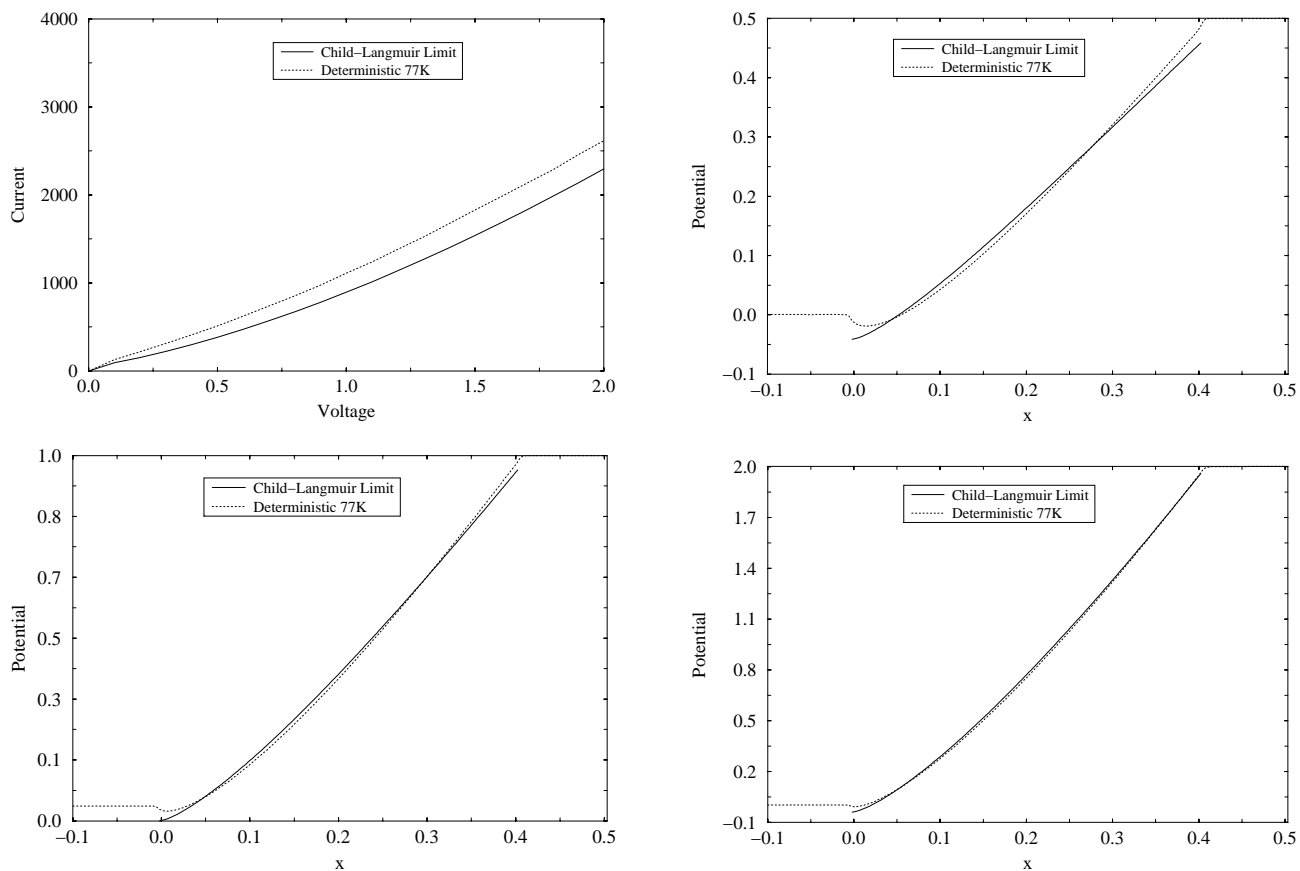 4000
3000
2000
1000
0
Current
0.0 0.5 1.0 1.5 2.0
Voltage
Child–Langmuir Limit
Deterministic 77K
0.5
0.4
0.3
0.2
0.1
0.0
–0.1
Potential
–0.1 0.0 0.1 0.2 0.3 0.4 0.5
x
Child–Langmuir Limit
Deterministic 77K
1.0
0.8
0.7
0.5
0.3
0.1
0.0
Potential
–0.1 0.0 0.1 0.2 0.3 0.4 0.5
x
Child–Langmuir Limit
Deterministic 77K
2.0
1.7
1.4
1.1
0.8
0.5
0.2
–0.1
Potential
–0.1 0.0 0.1 0.2 0.3 0.4 0.5
x
Child–Langmuir Limit
Deterministic 77K